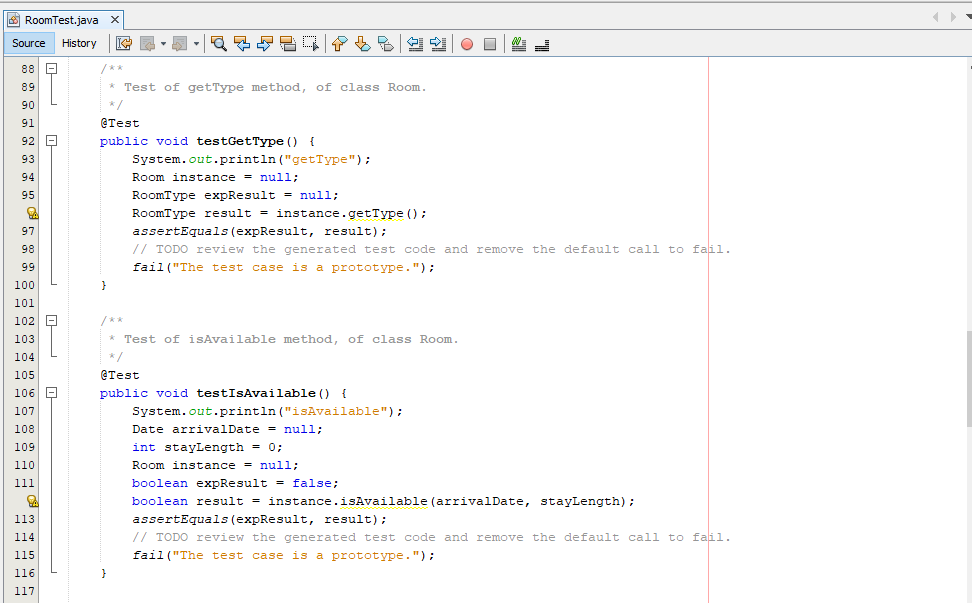 RoomTest.java
Source History
88 /**
89 * Test of getType method, of class Room.
90 */
91 @Test
92 public void testGetType() {
93 System.out.println("getType");
94 Room instance = null;
95 RoomType expResult = null;
RoomType result = instance.getType();
97 assertEquals(expResult, result);
98 // TODO review the generated test code and remove the default call to fail.
99 fail("The test case is a prototype.");
100 }
101
102 /**
103 * Test of isAvailable method, of class Room.
104 */
105 @Test
106 public void testIsAvailable() {
107 System.out.println("isAvailable");
108 Date arrivalDate = null;
109 int stayLength = 0;
110 Room instance = null;
111 boolean expResult = false;
boolean result = instance.isAvailable(arrivalDate, stayLength);
113 assertEquals(expResult, result);
114 // TODO review the generated test code and remove the default call to fail.
115 fail("The test case is a prototype.");
116 }
117